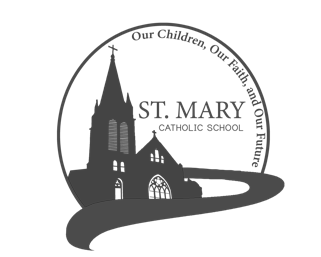 Our Children, Our Faith, and Our Future
ST. MARY
CATHOLIC SCHOOL